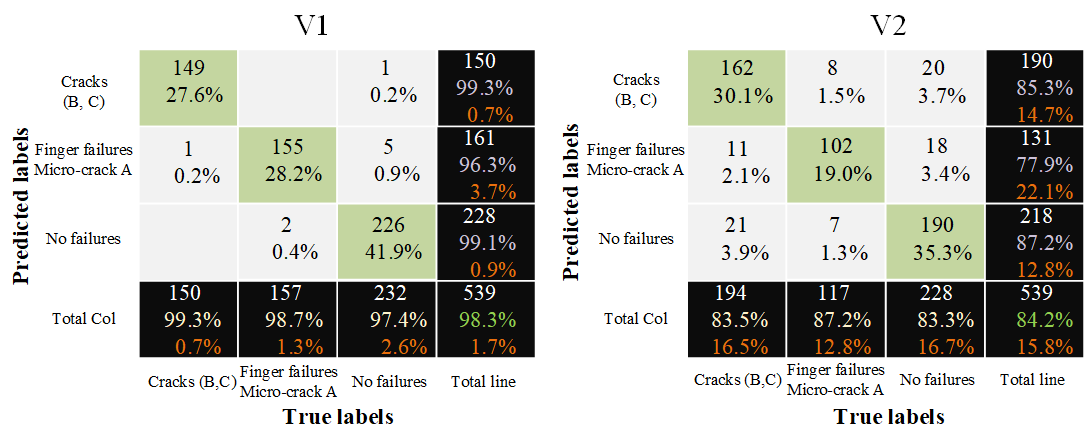 V1
Predicted labels
Cracks
(B, C)
149
27.6%
1
0.2%
150
99.3%
0.7%
Finger failures
Micro-crack A
1
0.2%
155
28.2%
5
0.9%
161
96.3%
3.7%
No failures
2
0.4%
226
41.9%
228
99.1%
0.9%
Total Col
150
99.3%
0.7%
157
98.7%
1.3%
232
97.4%
2.6%
539
98.3%
1.7%
Cracks (B,C)
Finger failures
Micro-crack A
No failures
Total line
True labels
V2
Predicted labels
Cracks
(B, C)
162
30.1%
8
1.5%
20
3.7%
190
85.3%
14.7%
Finger failures
Micro-crack A
11
2.1%
102
19.0%
18
3.4%
131
77.9%
22.1%
No failures
21
3.9%
7
1.3%
190
35.3%
218
87.2%
12.8%
Total Col
194
83.5%
16.5%
117
87.2%
12.8%
228
83.3%
16.7%
539
84.2%
15.8%
Cracks (B,C)
Finger failures
Micro-crack A
No failures
Total line
True labels